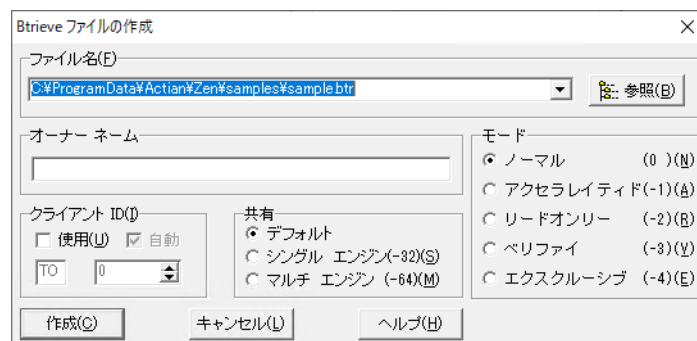 Btrieve ファイルの作成
ファイル名(F)
C:¥ProgramData¥Actian¥Zen¥samples¥sample.btr
参照(B)
オーナー ネーム
モード
ノーマル (0 )(N)
アクセラレイティド(-1)(A)
リードオンリー (-2)(R)
ベリファイ (-3)(V)
エクスクルーシブ (-4)(E)
クライアント ID(I)
使用(U) 自動
TO 0
共有
デフォルト
シングル エンジン(-32)(S)
マルチ エンジン (-64)(M)
作成(C) キャンセル(L) ヘルプ(H)